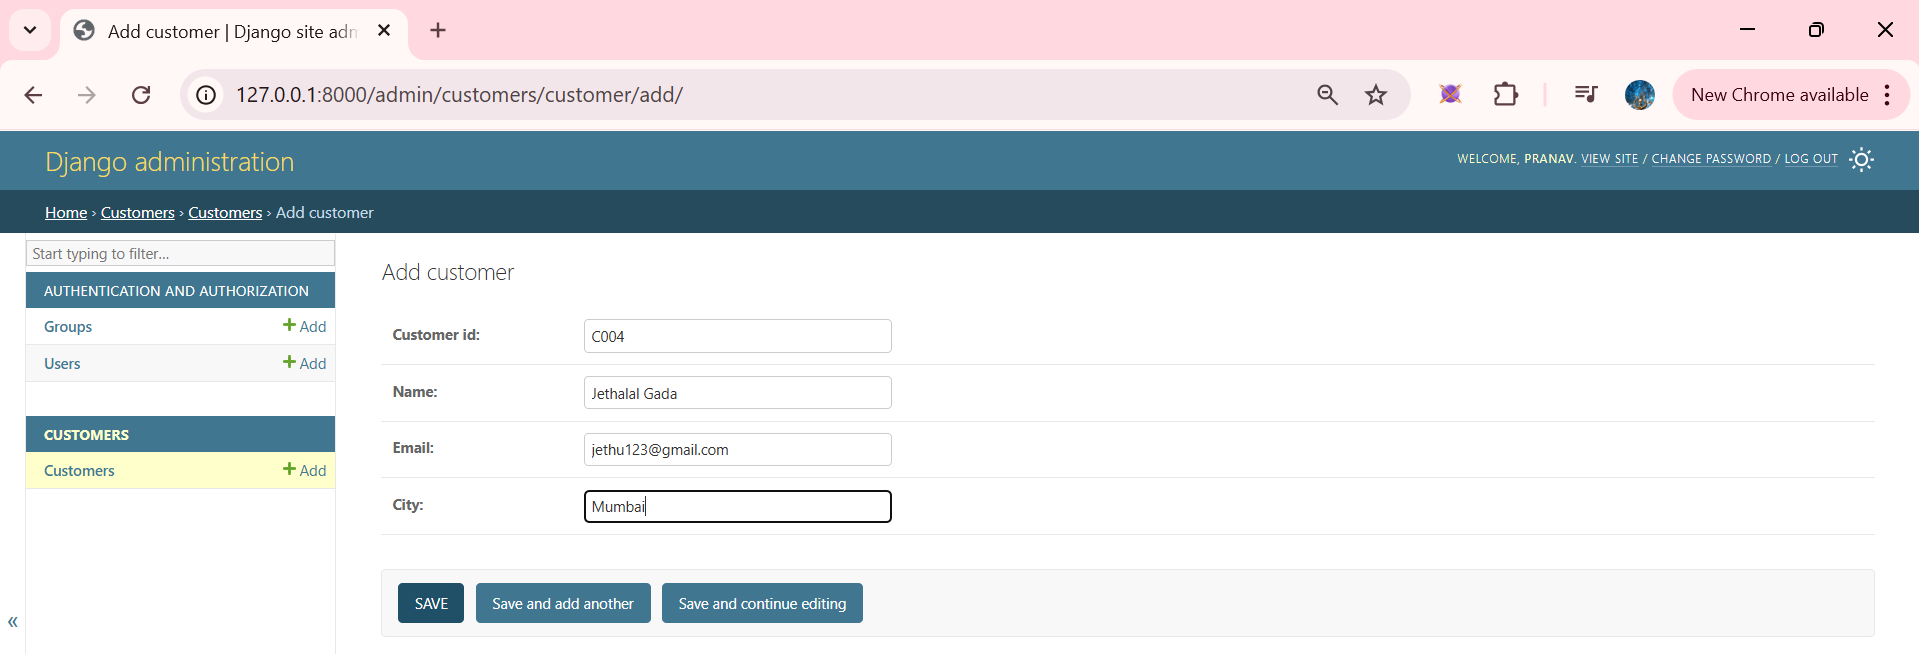 Add customer | Django site adm
127.0.0.1:8000/admin/customers/customer/add/
New Chrome available
Django administration
WELCOME, PRANAV. VIEW SITE / CHANGE PASSWORD / LOG OUT
Home › Customers › Customers › Add customer
Start typing to filter...
AUTHENTICATION AND AUTHORIZATION
Groups + Add
Users + Add
CUSTOMERS
Customers + Add
«
Add customer
Customer id: C004
Name: Jethalal Gada
Email: jethu123@gmail.com
City: Mumbai
SAVE Save and add another Save and continue editing